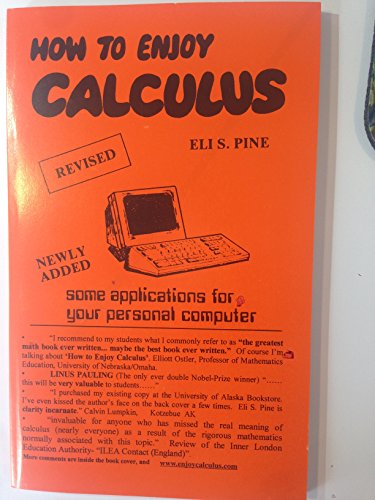 HOW TO ENJOY
CALCULUS
ELI S. PINE
REVISED
NEWLY
ADDED
some applications for
your personal computer
• "I recommend to my students what I commonly refer to as "the greatest
math book ever written... maybe the best book ever written." Of course I'm
talking about 'How to Enjoy Calculus'. Elliott Ostler, Professor of Mathematics
Education, University of Nebraska/Omaha.
• LINUS PAULING (The only ever double Nobel-Prize winner) "......
this will be very valuable to students......"
• "I purchased my existing copy at the University of Alaska Bookstore.
I've even kissed the author's face on the back cover a few times. Eli S. Pine is
clarity incarnate." Calvin Lumpkin, Kotzebue AK
• "invaluable for anyone who has missed the real meaning of
calculus (nearly everyone) as a result of the rigorous mathematics
normally associated with this topic." Review of the Inner London
Education Authority- "ILEA Contact (England)".
More comments are inside the book cover, and www.enjoycalculus.com